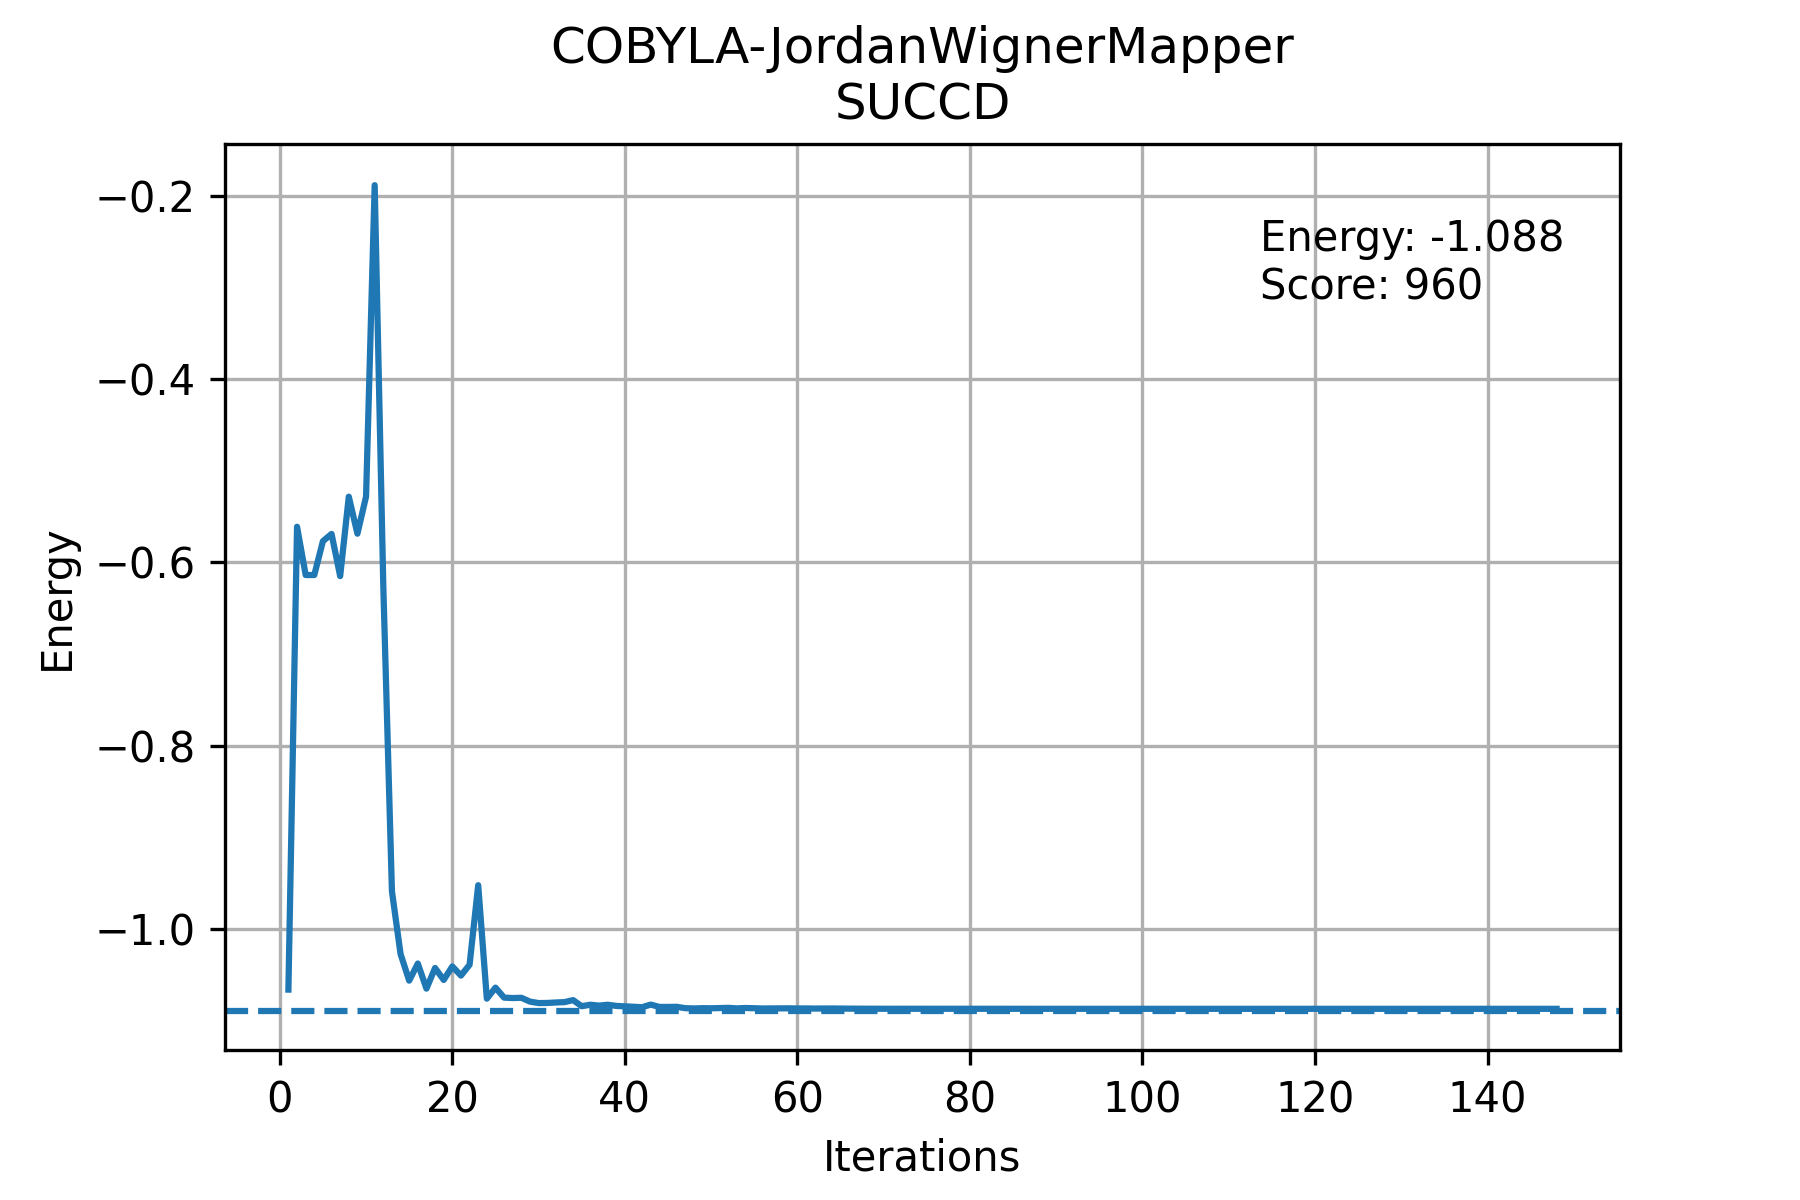 COBYLA-JordanWignerMapper
SUCCD
Energy: -1.088
Score: 960
Energy
−0.2
−0.4
−0.6
−0.8
−1.0
0 20 40 60 80 100 120 140
Iterations